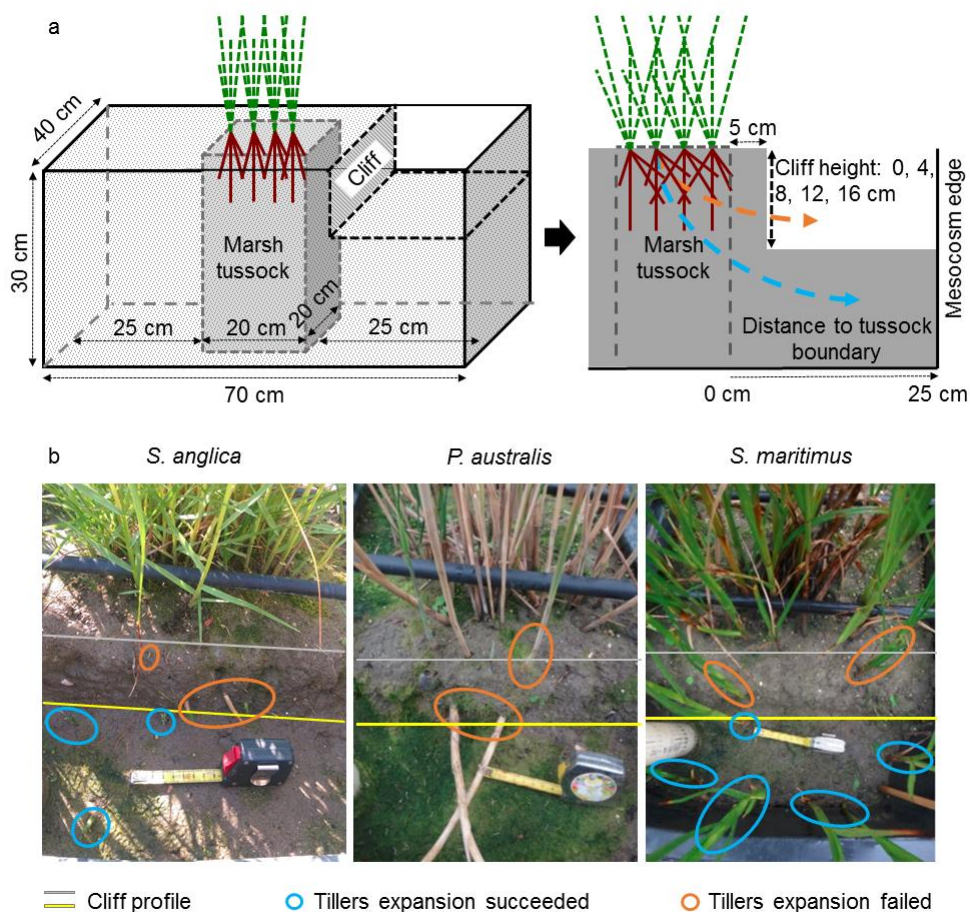 a
40 cm
30 cm
Cliff
Marsh
tussock
20 cm
25 cm
20 cm
25 cm
70 cm
5 cm
Cliff height: 0, 4,
8, 12, 16 cm
Marsh
tussock
Distance to tussock
boundary
Mesocosm edge
0 cm
25 cm
b
S. anglica
P. australis
S. maritimus
Cliff profile
Tillers expansion succeeded
Tillers expansion failed